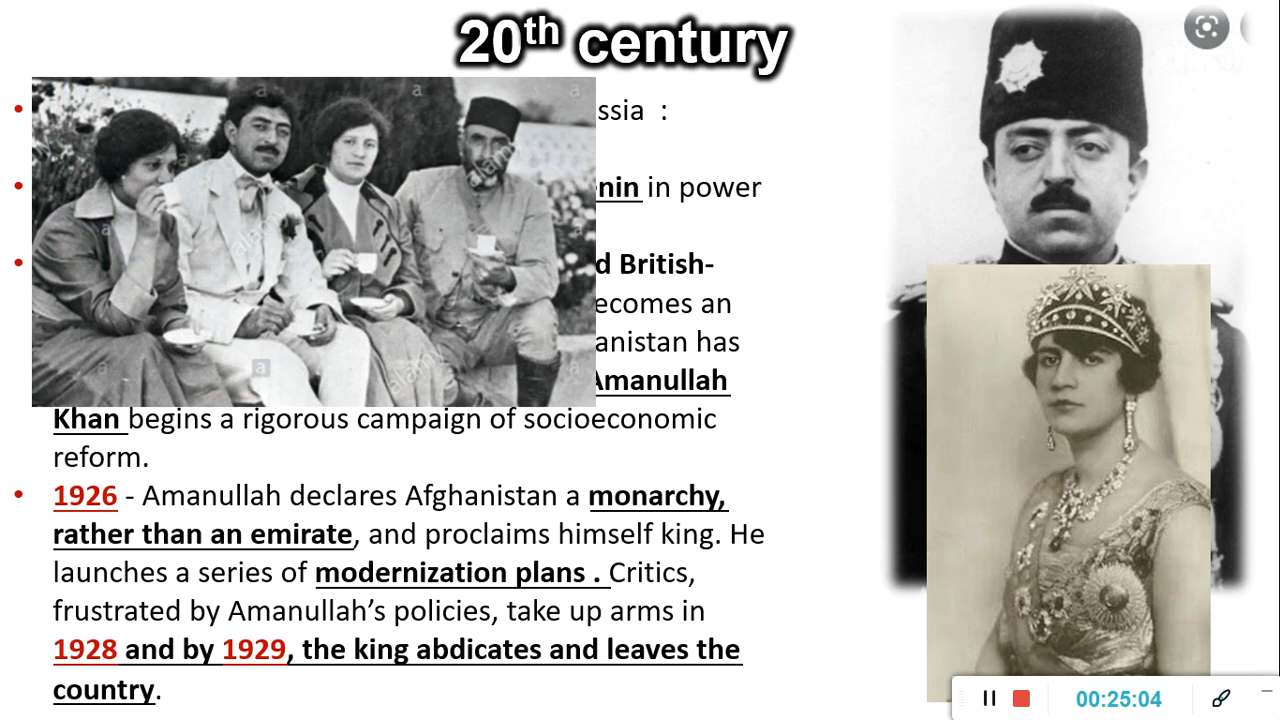 20th century
• ssia :
• enin in power
• d British-
ecomes an
anistan has
Amanullah
Khan begins a rigorous campaign of socioeconomic
reform.
• 1926 - Amanullah declares Afghanistan a monarchy,
rather than an emirate, and proclaims himself king. He
launches a series of modernization plans . Critics,
frustrated by Amanullah’s policies, take up arms in
1928 and by 1929, the king abdicates and leaves the
country.
00:25:04